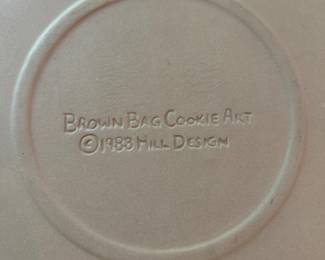 BROWN BAG COOKIE ART
©1988 HILL DESIGN